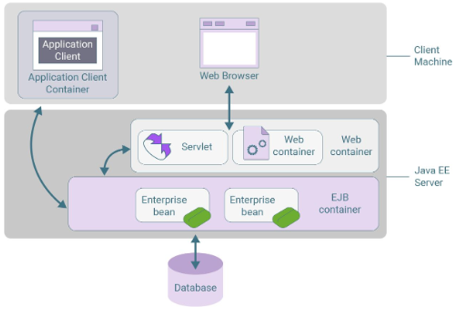 Application
Client
Application Client
Container
Web Browser
Client
Machine
Servlet
Web
container
Web
container
Java EE
Server
Enterprise
bean
Enterprise
bean
EJB
container
Database